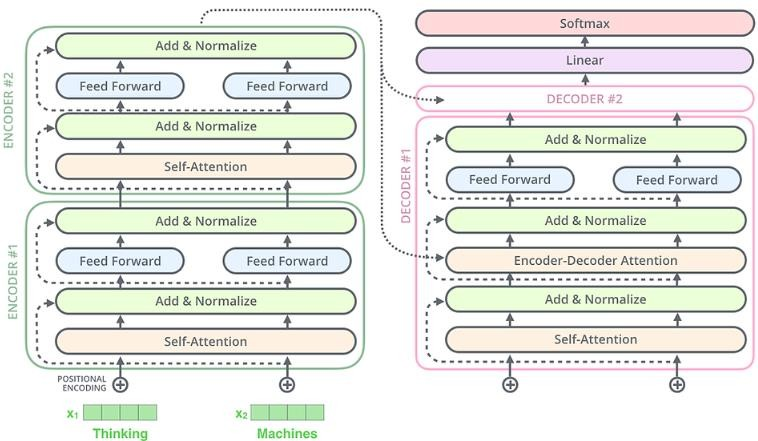 ENCODER #2
Add & Normalize
Feed Forward
Feed Forward
Add & Normalize
Self-Attention
ENCODER #1
Add & Normalize
Feed Forward
Feed Forward
Add & Normalize
Self-Attention
POSITIONAL
ENCODING
x₁
Thinking
x₂
Machines
Softmax
Linear
DECODER #2
DECODER #1
Add & Normalize
Feed Forward
Feed Forward
Add & Normalize
Encoder-Decoder Attention
Add & Normalize
Self-Attention